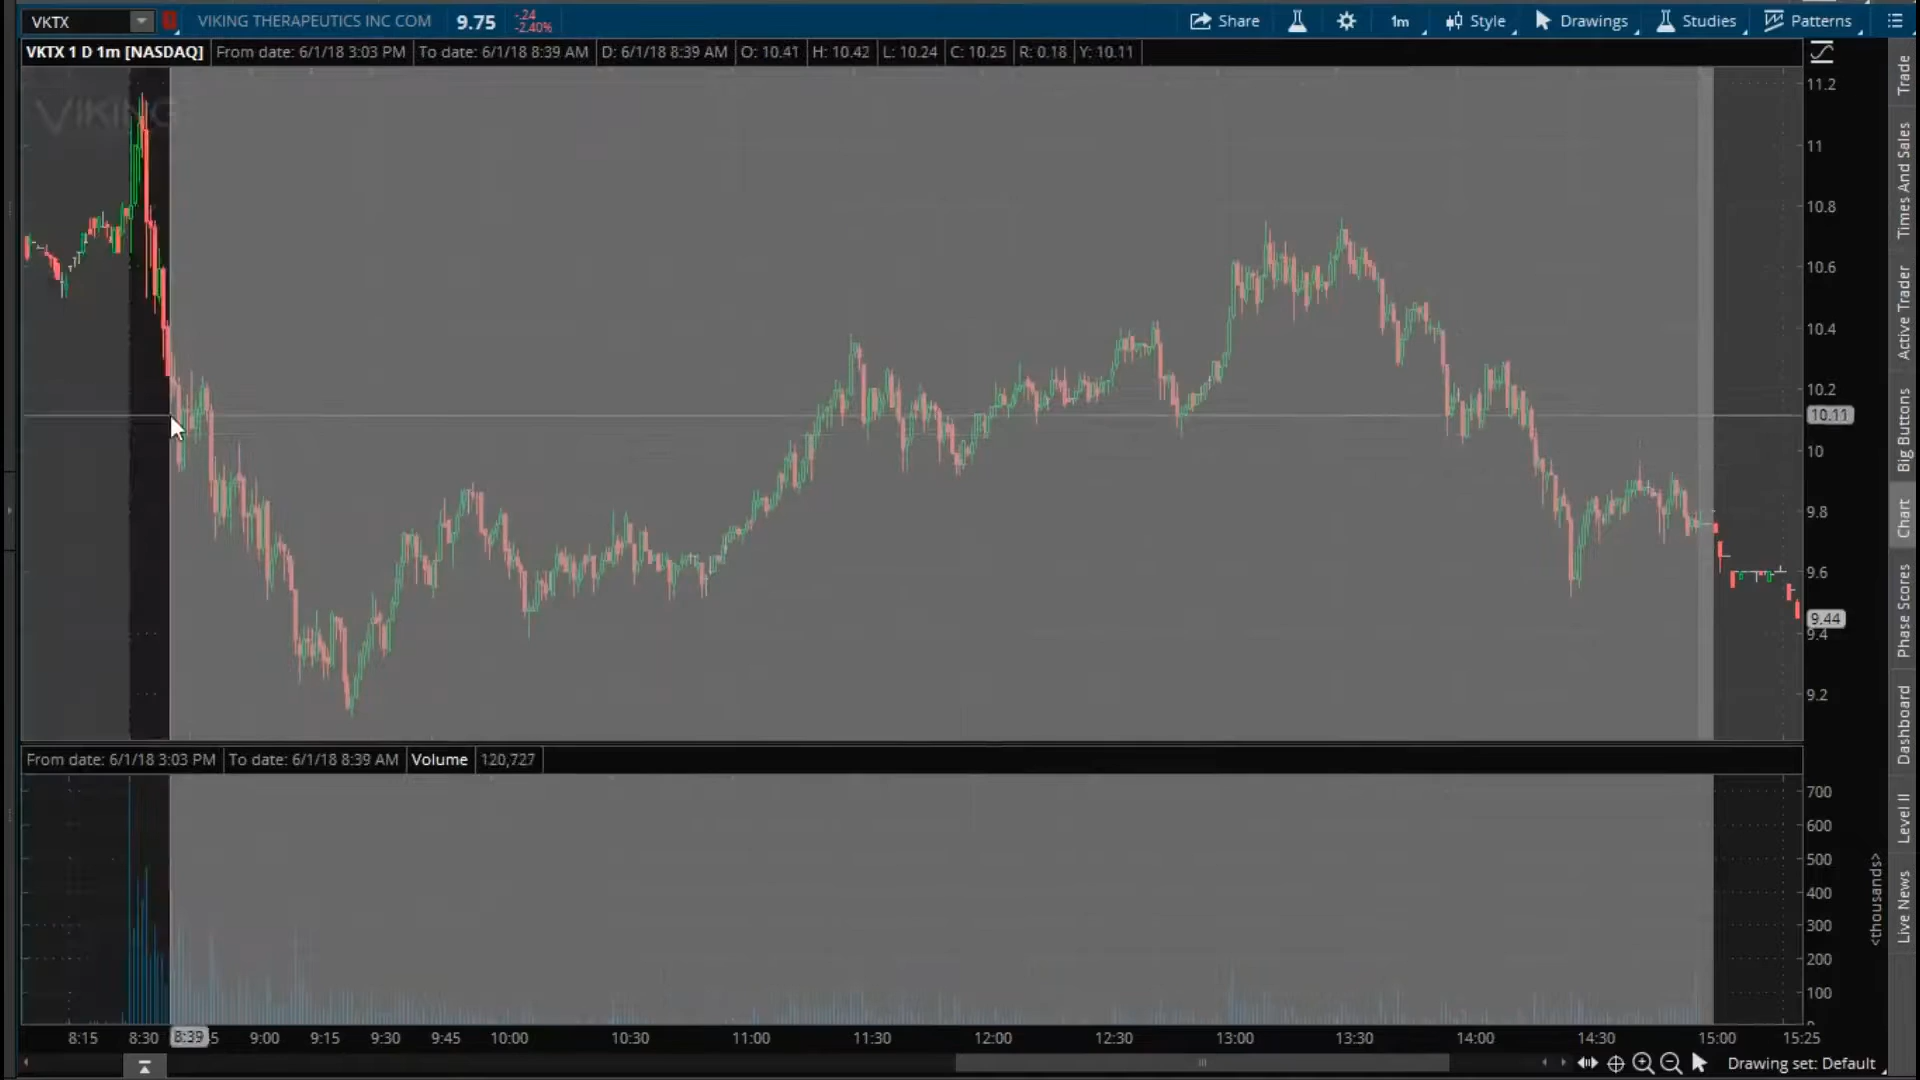 VKTX VIKING THERAPEUTICS INC COM 9.75 -.24 -2.40% Share 1m Style Drawings Studies Patterns
VKTX 1 D 1m [NASDAQ] From date: 6/1/18 3:03 PM To date: 6/1/18 8:39 AM D: 6/1/18 8:39 AM O: 10.41 H: 10.42 L: 10.24 C: 10.25 R: 0.18 Y: 10.11
VIKING
11.2
11
10.8
10.6
10.4
10.2
10.11
10
9.8
9.6
9.44
9.4
9.2
From date: 6/1/18 3:03 PM To date: 6/1/18 8:39 AM Volume 120,727
700
600
500
400
300
200
100
<thousands>
8:15 8:30 8:39 9:00 9:15 9:30 9:45 10:00 10:30 11:00 11:30 12:00 12:30 13:00 13:30 14:00 14:30 15:00 15:25
Drawing set: Default
Trade
Times And Sales
Active Trader
Big Buttons
Chart
Phase Scores
Dashboard
Level II
Live News